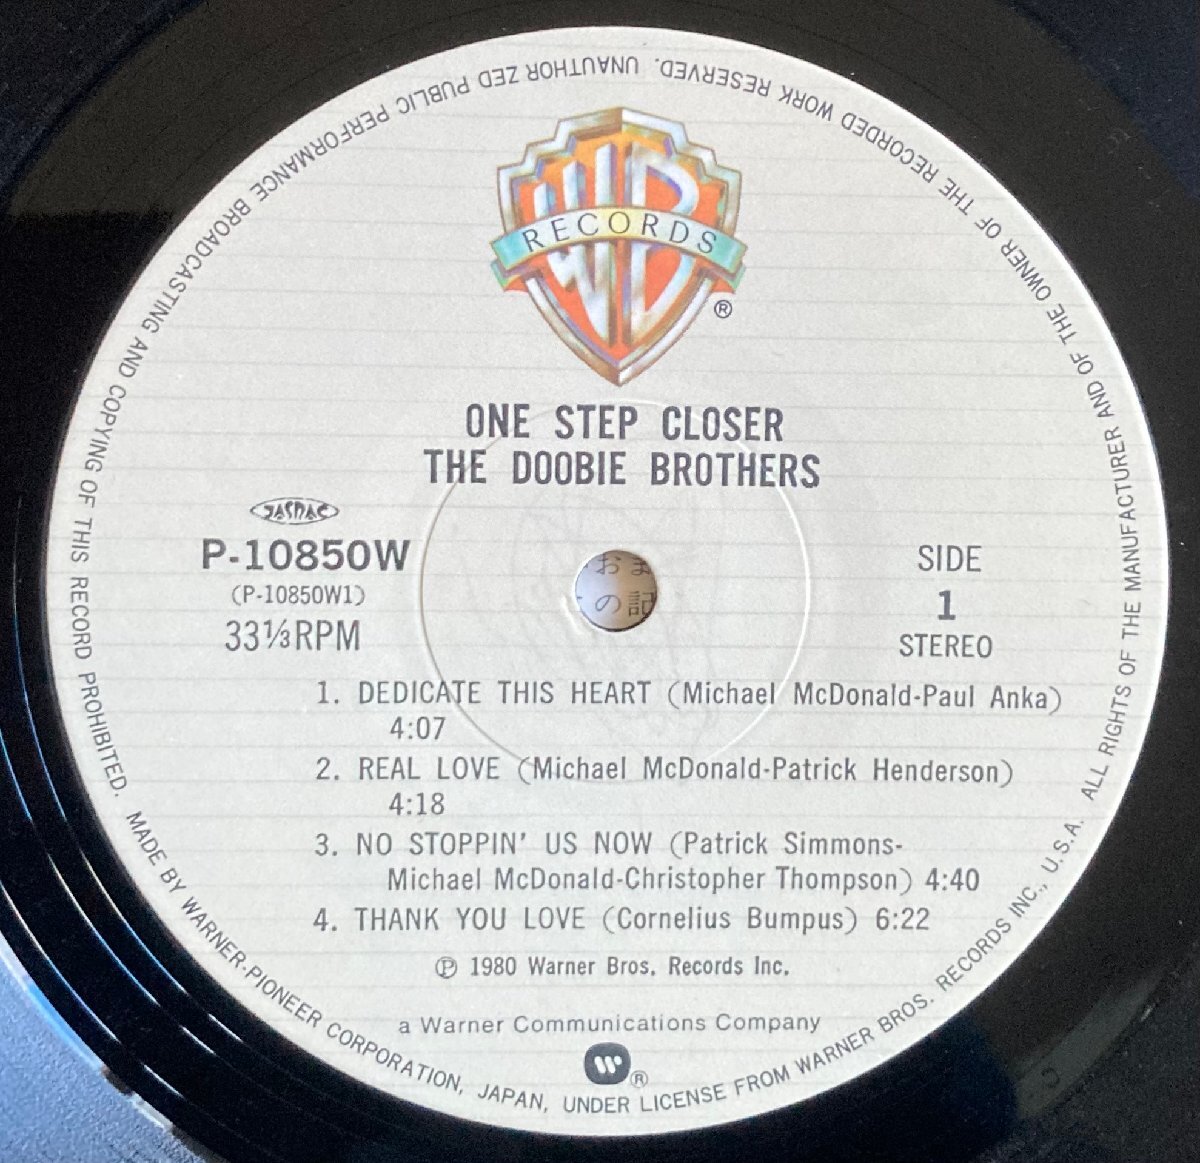 WB
RECORDS
®
ONE STEP CLOSER
THE DOOBIE BROTHERS
JASRAC
P-10850W
(P-10850W1)
33⅓RPM
SIDE
1
STEREO
おま
の記
1. DEDICATE THIS HEART (Michael McDonald-Paul Anka)
4:07
2. REAL LOVE (Michael McDonald-Patrick Henderson)
4:18
3. NO STOPPIN' US NOW (Patrick Simmons-
Michael McDonald-Christopher Thompson) 4:40
4. THANK YOU LOVE (Cornelius Bumpus) 6:22
Ⓟ 1980 Warner Bros. Records Inc.
a Warner Communications Company
®
MADE BY WARNER-PIONEER CORPORATION, JAPAN, UNDER LICENSE FROM WARNER BROS. RECORDS INC., U.S.A. ALL RIGHTS OF THE MANUFACTURER AND OF THE OWNER OF THE RECORDED WORK RESERVED. UNAUTHOR ZED PUBLIC PERFORMANCE BROADCASTING AND COPYING OF THIS RECORD PROHIBITED.